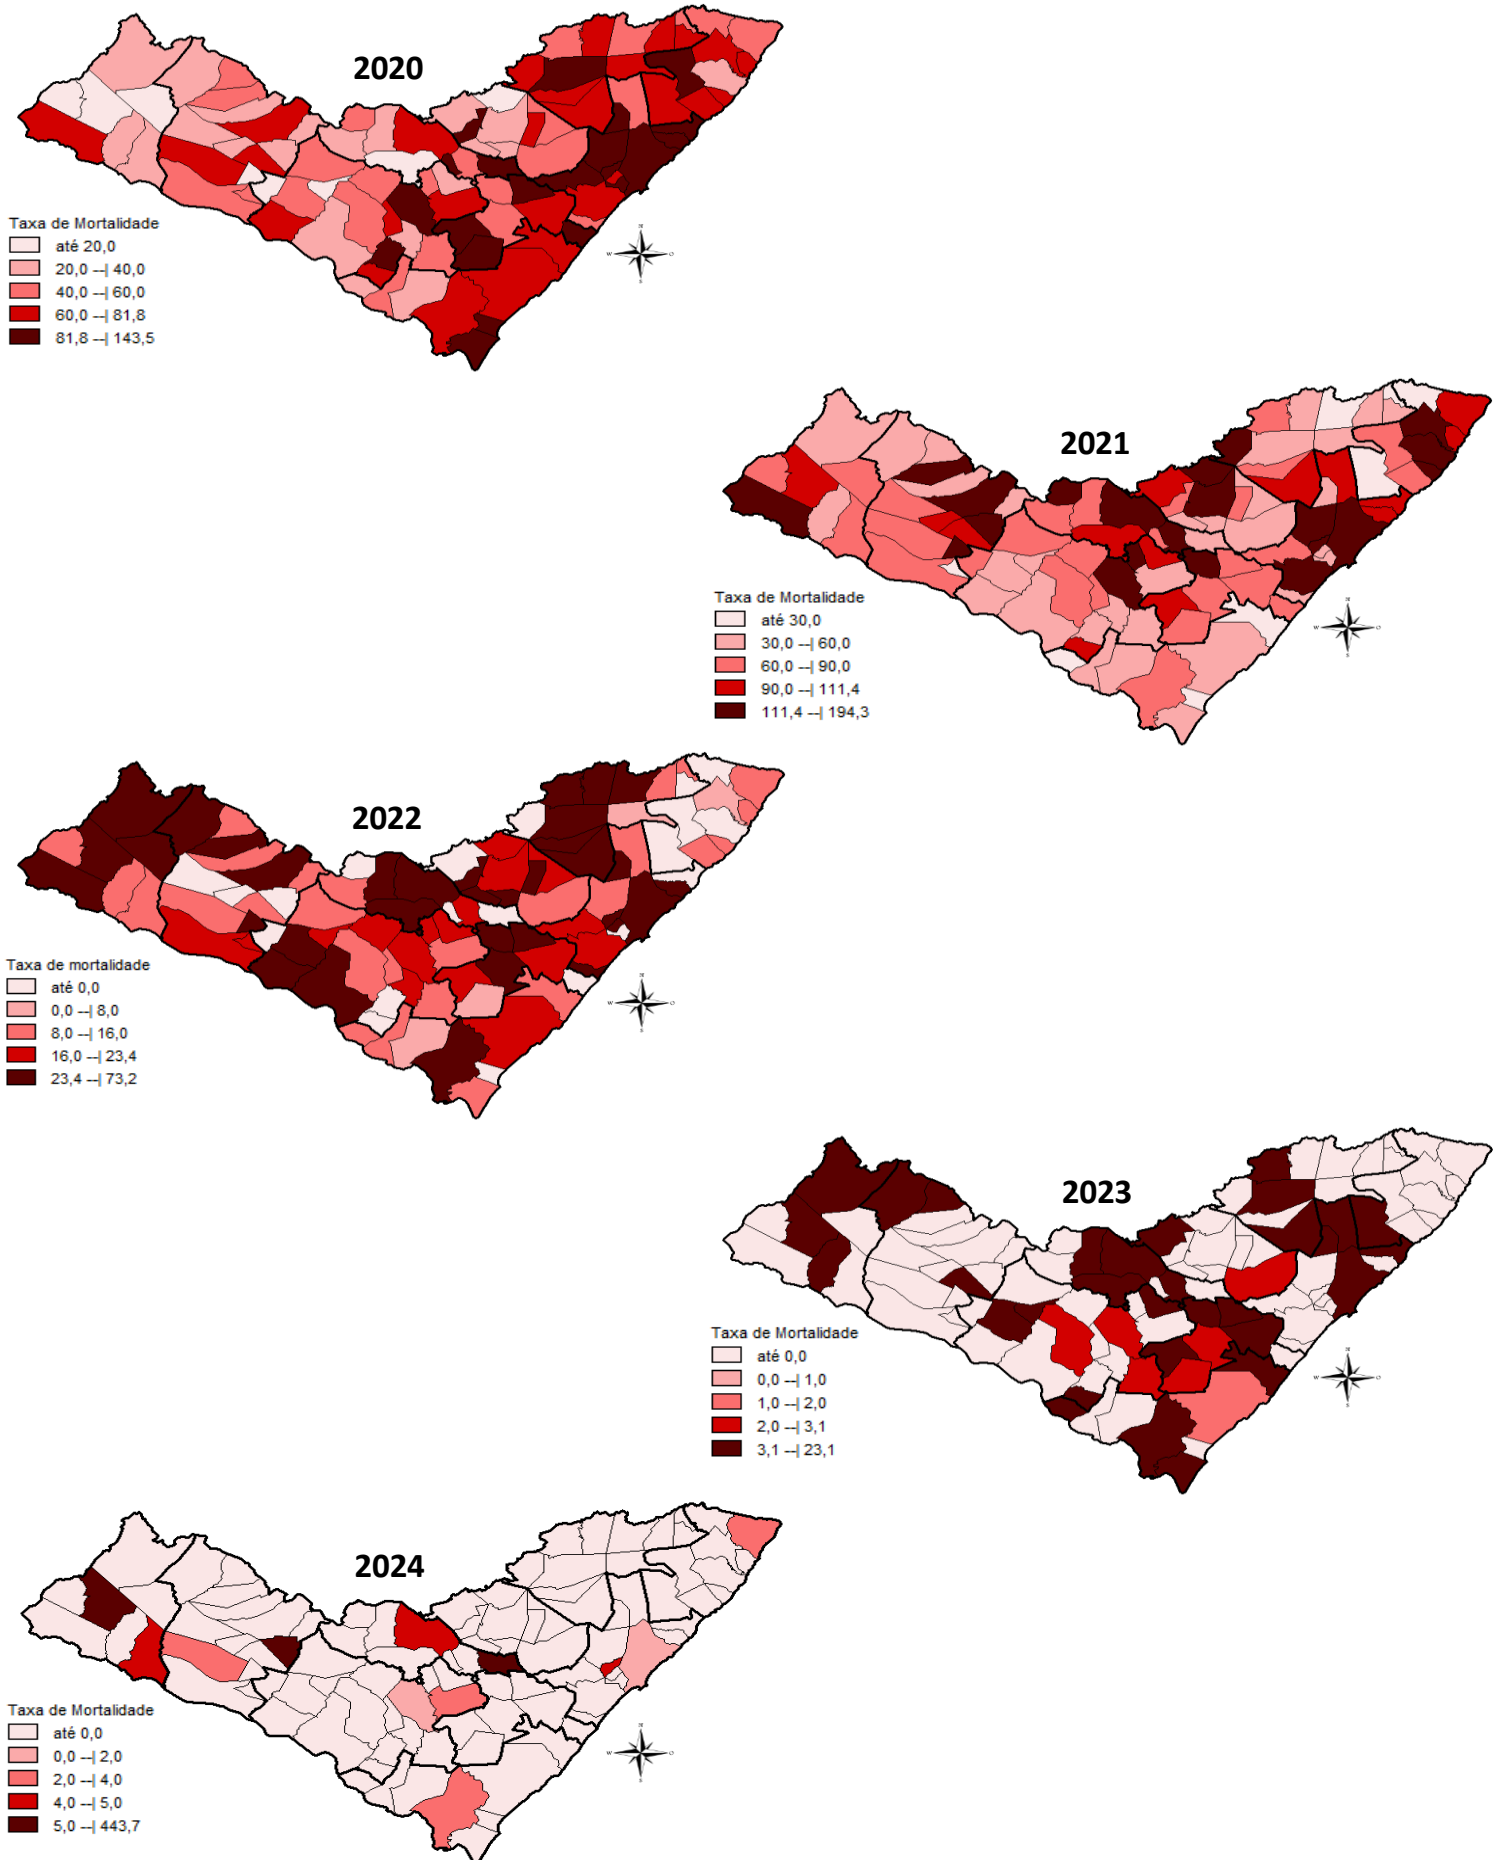 2020
Taxa de Mortalidade
até 20,0
20,0 --| 40,0
40,0 --| 60,0
60,0 --| 81,8
81,8 --| 143,5
2021
Taxa de Mortalidade
até 30,0
30,0 --| 60,0
60,0 --| 90,0
90,0 --| 111,4
111,4 --| 194,3
2022
Taxa de mortalidade
até 0,0
0,0 --| 8,0
8,0 --| 16,0
16,0 --| 23,4
23,4 --| 73,2
2023
Taxa de Mortalidade
até 0,0
0,0 --| 1,0
1,0 --| 2,0
2,0 --| 3,1
3,1 --| 23,1
2024
Taxa de Mortalidade
até 0,0
0,0 --| 2,0
2,0 --| 4,0
4,0 --| 5,0
5,0 --| 443,7